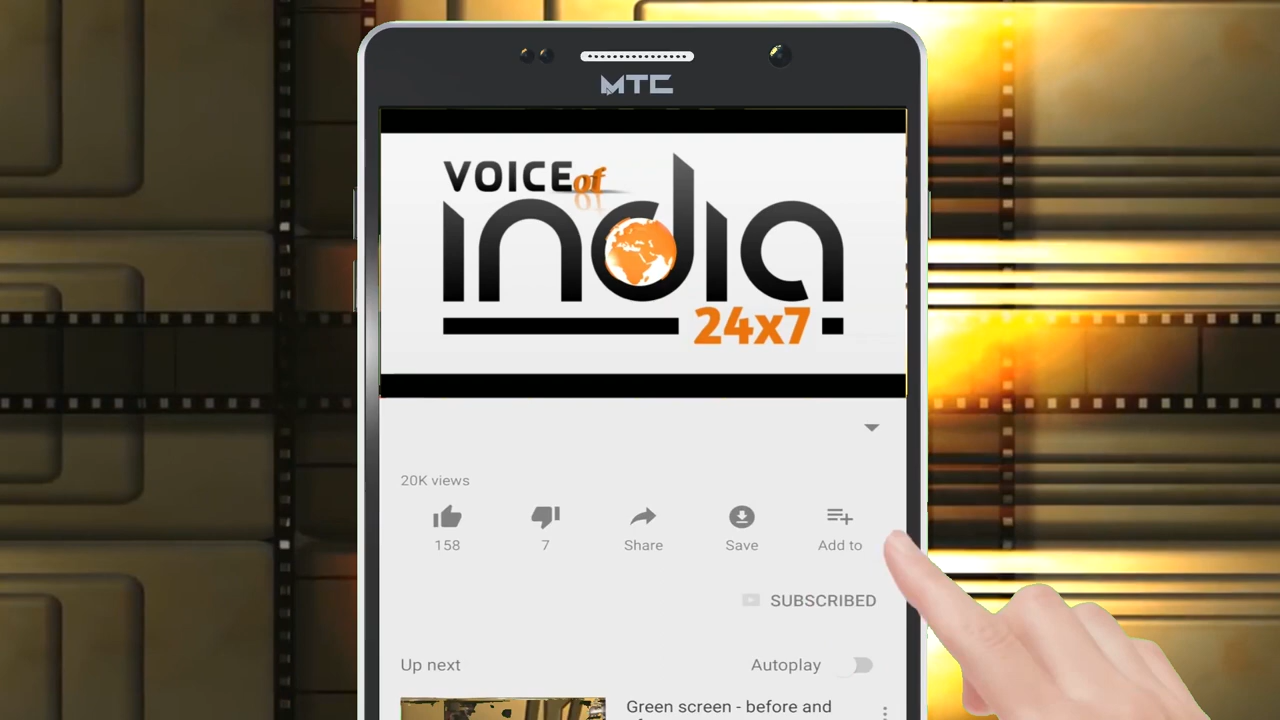 MTC
VOICE of
india
24x7
20K views
158
7
Share
Save
Add to
SUBSCRIBED
Up next
Autoplay
Green screen - before and